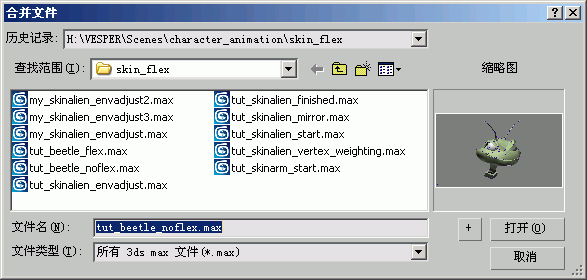 合并文件
历史记录: H:\VESPER\Scenes\character_animation\skin_flex
查找范围(I): skin_flex 缩略图
my_skinalien_envadjust2.max
my_skinalien_envadjust3.max
tut_beetle_flex.max
tut_beetle_noflex.max
tut_skinalien_envadjust.max
tut_skinalien_finished.max
tut_skinalien_mirror.max
tut_skinalien_start.max
tut_skinalien_vertex_weighting.max
tut_skinarm_start.max
文件名(N): tut_beetle_noflex.max + 打开(O)
文件类型(T): 所有 3ds max 文件(*.max)
取消